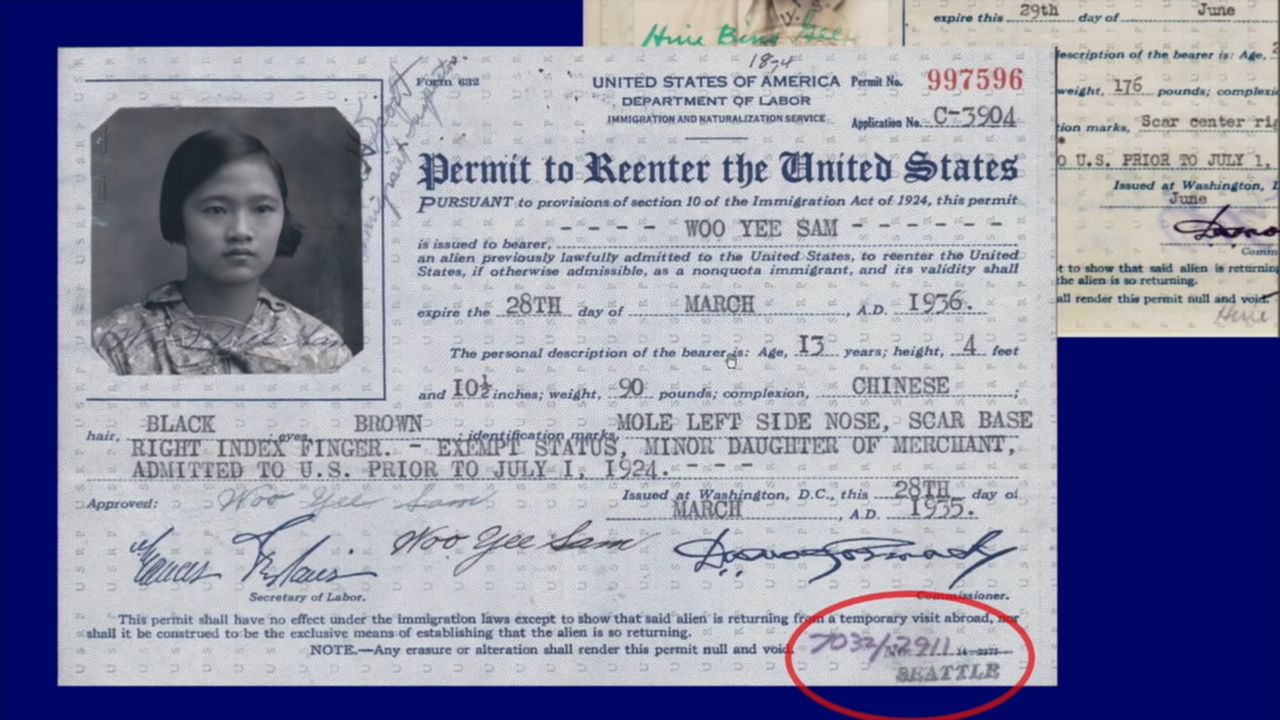 Hing Bing Gee
expire this 29th day of June
description of the bearer is: Age,
weight, 176 pounds; complexi
ion marks, Scar center ri
O U.S. PRIOR TO JULY 1,
Issued at Washington,
June
Comm
t to show that said alien is returnin
the alien is so returning.
all render this permit null and void.
1874
Form 632
UNITED STATES OF AMERICA
DEPARTMENT OF LABOR
IMMIGRATION AND NATURALIZATION SERVICE
Permit No. 997596
Application No. C-3904
Permit to Reenter the United States
PURSUANT to provisions of section 10 of the Immigration Act of 1924, this permit
is issued to bearer, - - - - WOO YEE SAM - - - - - -
an alien previously lawfully admitted to the United States, to reenter the United
States, if otherwise admissible, as a nonquota immigrant, and its validity shall
expire the 28TH day of MARCH, A.D. 1936.
The personal description of the bearer is: Age, 13 years; height, 4 feet
and 10½ inches; weight, 90 pounds; complexion, CHINESE;
hair, BLACK eyes, BROWN; identification marks, MOLE LEFT SIDE NOSE, SCAR BASE
RIGHT INDEX FINGER. - EXEMPT STATUS, MINOR DAUGHTER OF MERCHANT,
ADMITTED TO U.S. PRIOR TO JULY 1, 1924. - - -
Issued at Washington, D.C., this 28TH day of
MARCH, A.D. 1935.
Approved: Woo Yee Sam
Woo Yee Sam
Secretary of Labor.
Commissioner.
This permit shall have no effect under the immigration laws except to show that said alien is returning from a temporary visit abroad, nor
shall it be construed to be the exclusive means of establishing that the alien is so returning.
NOTE.—Any erasure or alteration shall render this permit null and void.
7032/2911
SEATTLE